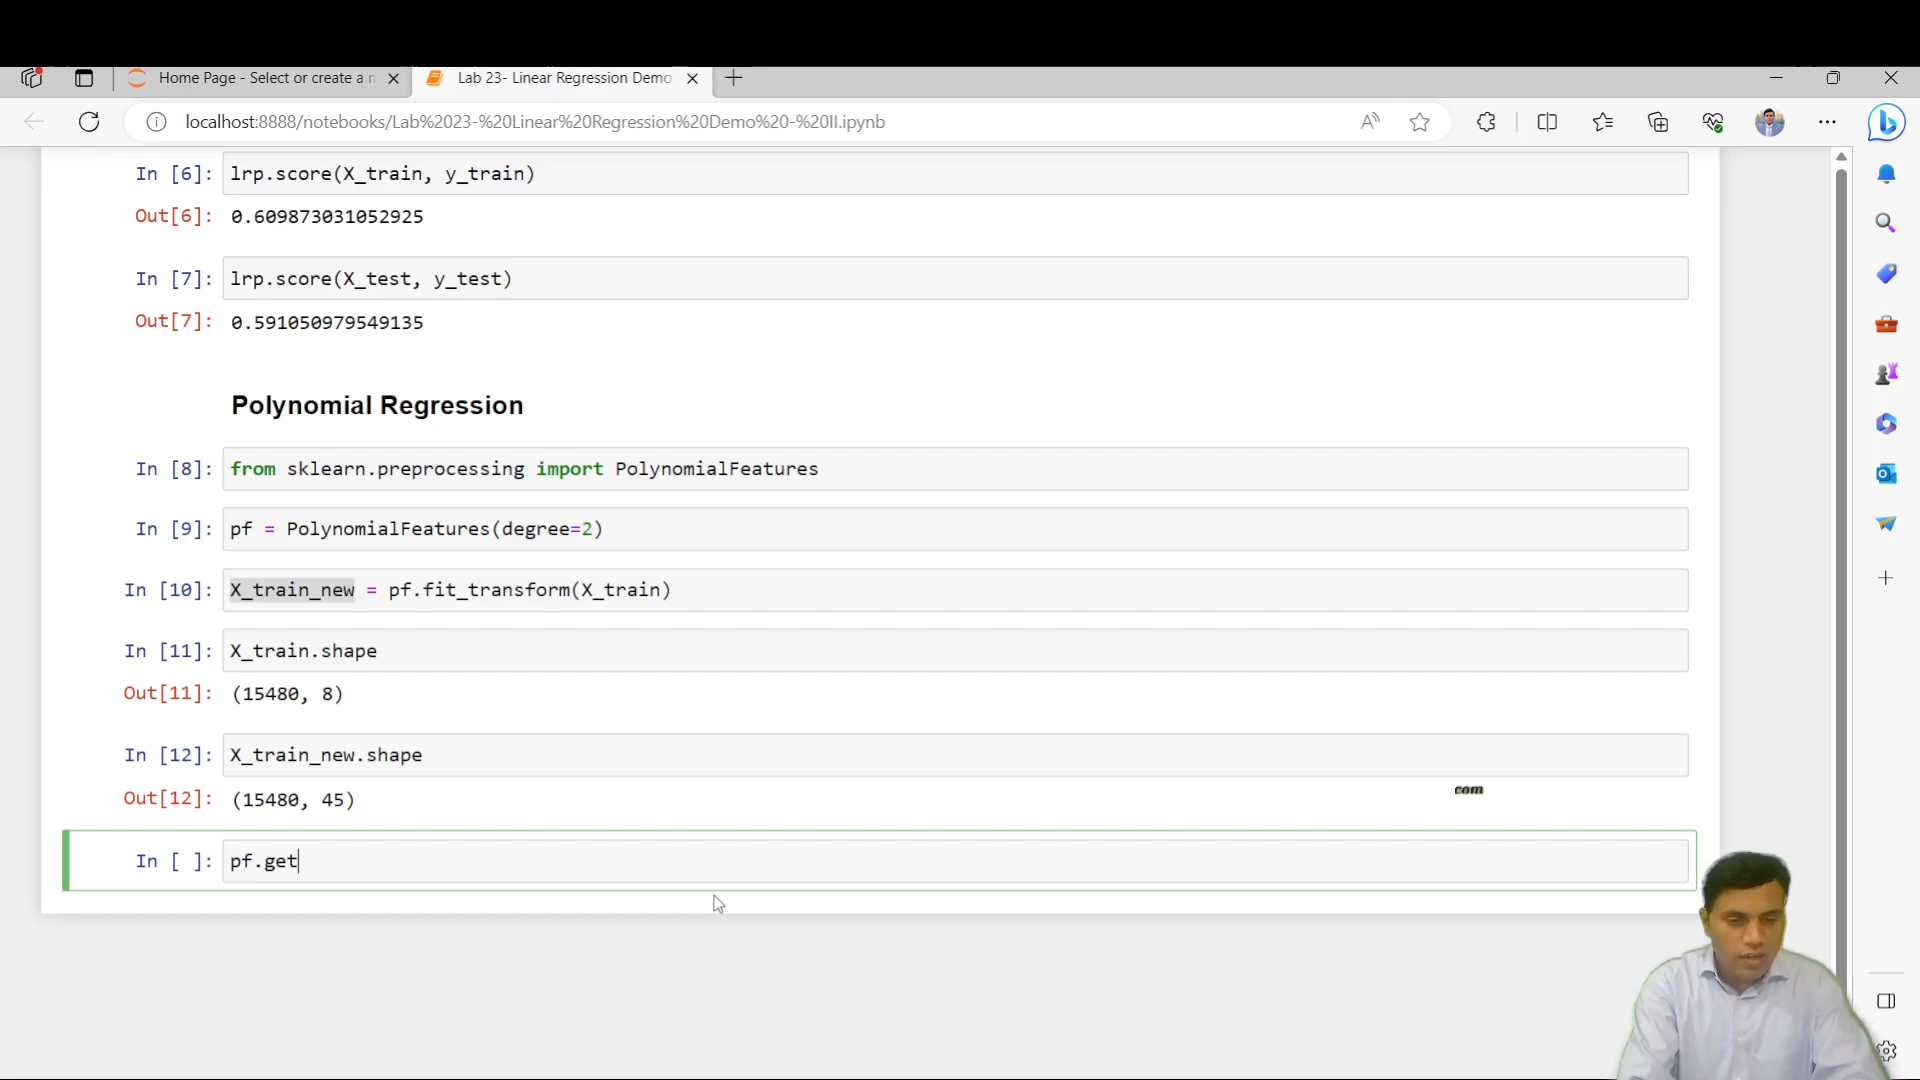 Home Page - Select or create a n
Lab 23- Linear Regression Demo
localhost:8888/notebooks/Lab%2023-%20Linear%20Regression%20Demo%20-%20II.ipynb
In [6]: lrp.score(X_train, y_train)
Out[6]: 0.609873031052925
In [7]: lrp.score(X_test, y_test)
Out[7]: 0.591050979549135
Polynomial Regression
In [8]: from sklearn.preprocessing import PolynomialFeatures
In [9]: pf = PolynomialFeatures(degree=2)
In [10]: X_train_new = pf.fit_transform(X_train)
In [11]: X_train.shape
Out[11]: (15480, 8)
In [12]: X_train_new.shape
Out[12]: (15480, 45)
com
In [ ]: pf.get